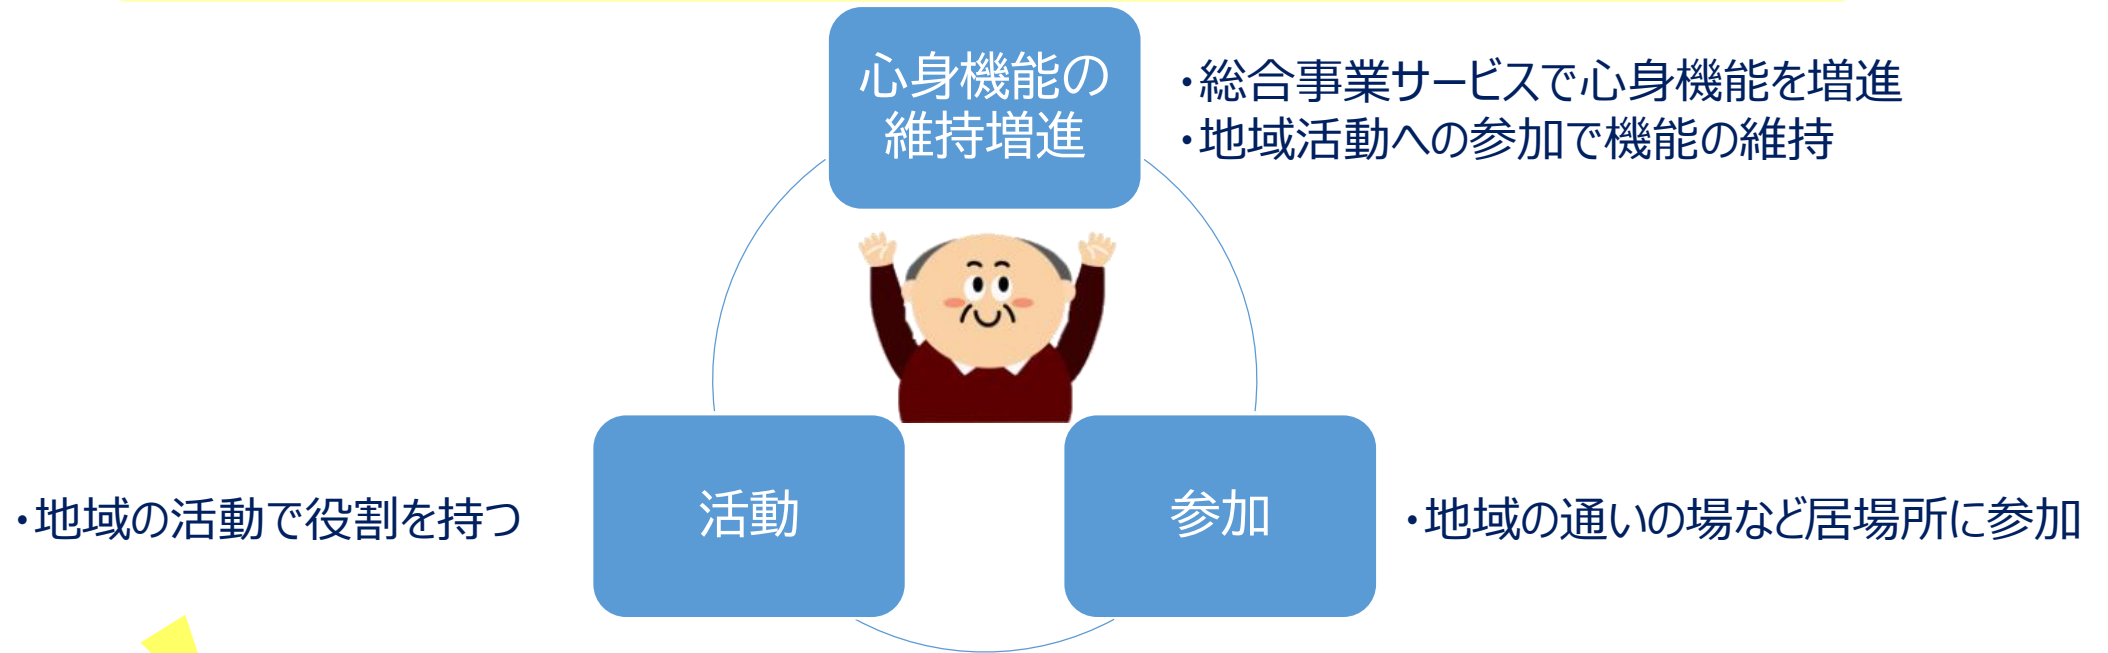 心身機能の
維持増進
・総合事業サービスで心身機能を増進
・地域活動への参加で機能の維持
・地域の活動で役割を持つ
活動
参加
・地域の通いの場など居場所に参加